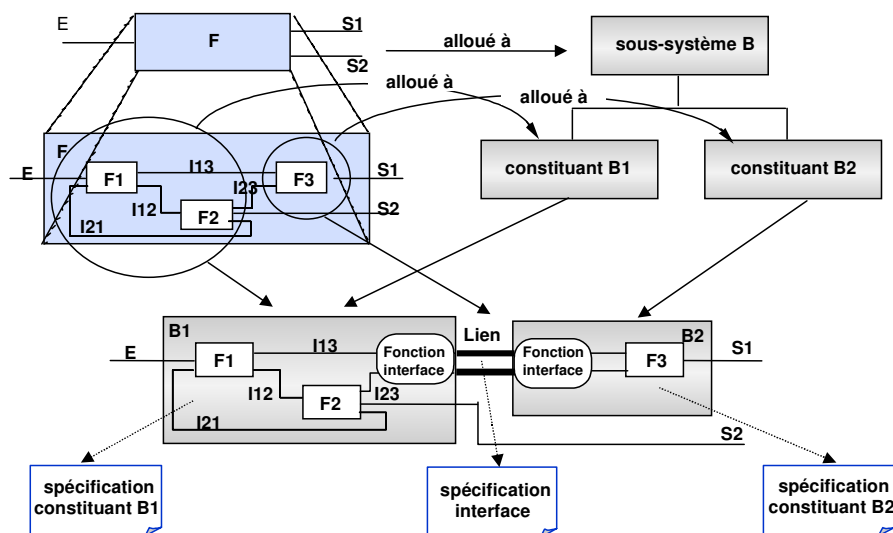 E
F
S1
S2
alloué à
sous-système B
alloué à
alloué à
F
E
F1
I13
F3
S1
I23
I12
F2
S2
I21
constituant B1
constituant B2
B1
Lien
B2
E
F1
I13
Fonction
interface
Fonction
interface
F3
S1
I12
F2
I23
I21
S2
spécification
constituant B1
spécification
interface
spécification
constituant B2